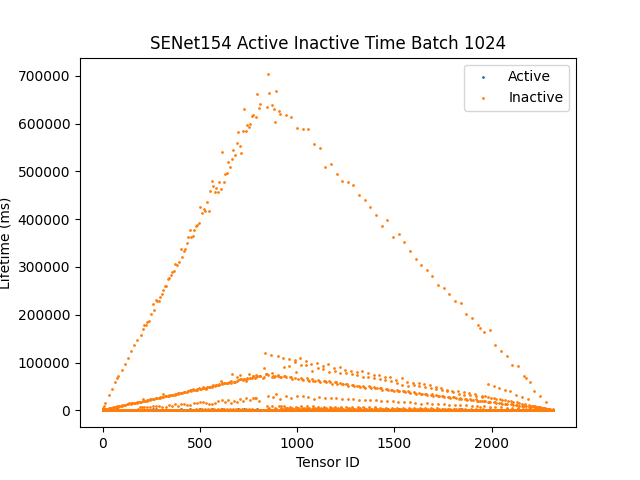 SENet154 Active Inactive Time Batch 1024
700000
600000
500000
400000
300000
200000
100000
0
Lifetime (ms)
Active
Inactive
0
500
1000
1500
2000
Tensor ID